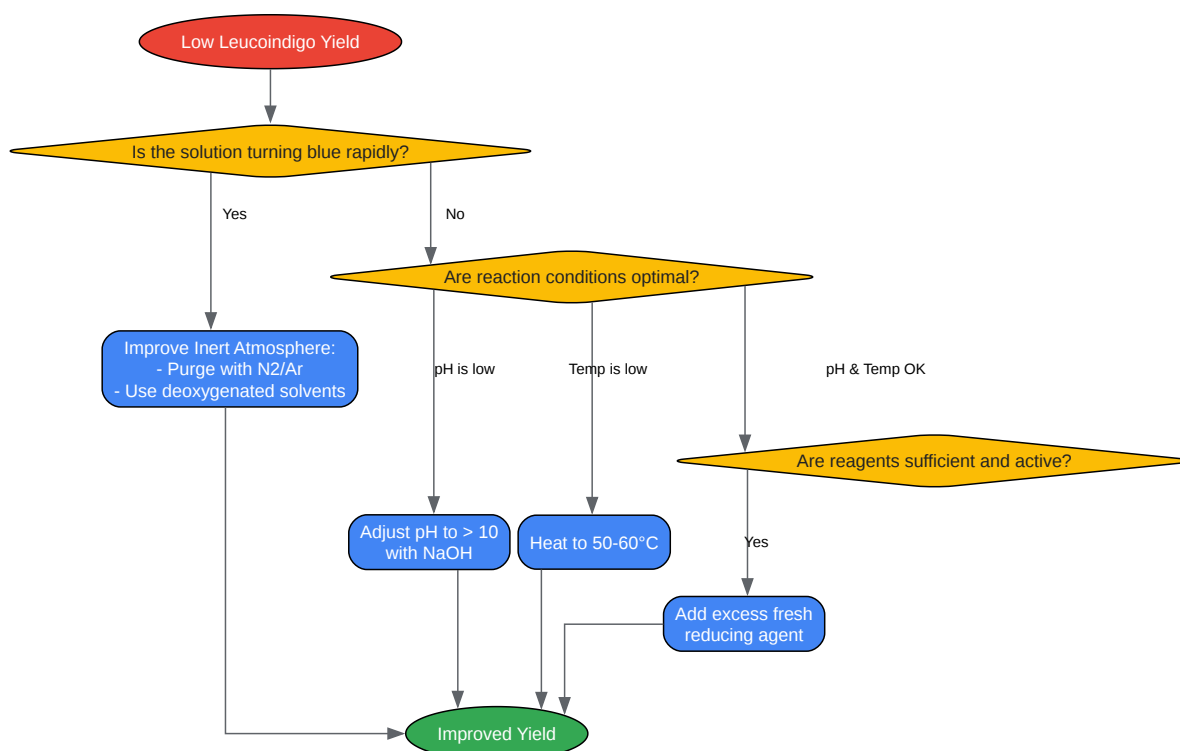 Low Leucoindigo Yield
Is the solution turning blue rapidly?
Yes
No
Are reaction conditions optimal?
Improve Inert Atmosphere:
- Purge with N2/Ar
- Use deoxygenated solvents
pH is low
Temp is low
pH & Temp OK
Are reagents sufficient and active?
Adjust pH to > 10
with NaOH
Heat to 50-60°C
Yes
Add excess fresh
reducing agent
Improved Yield